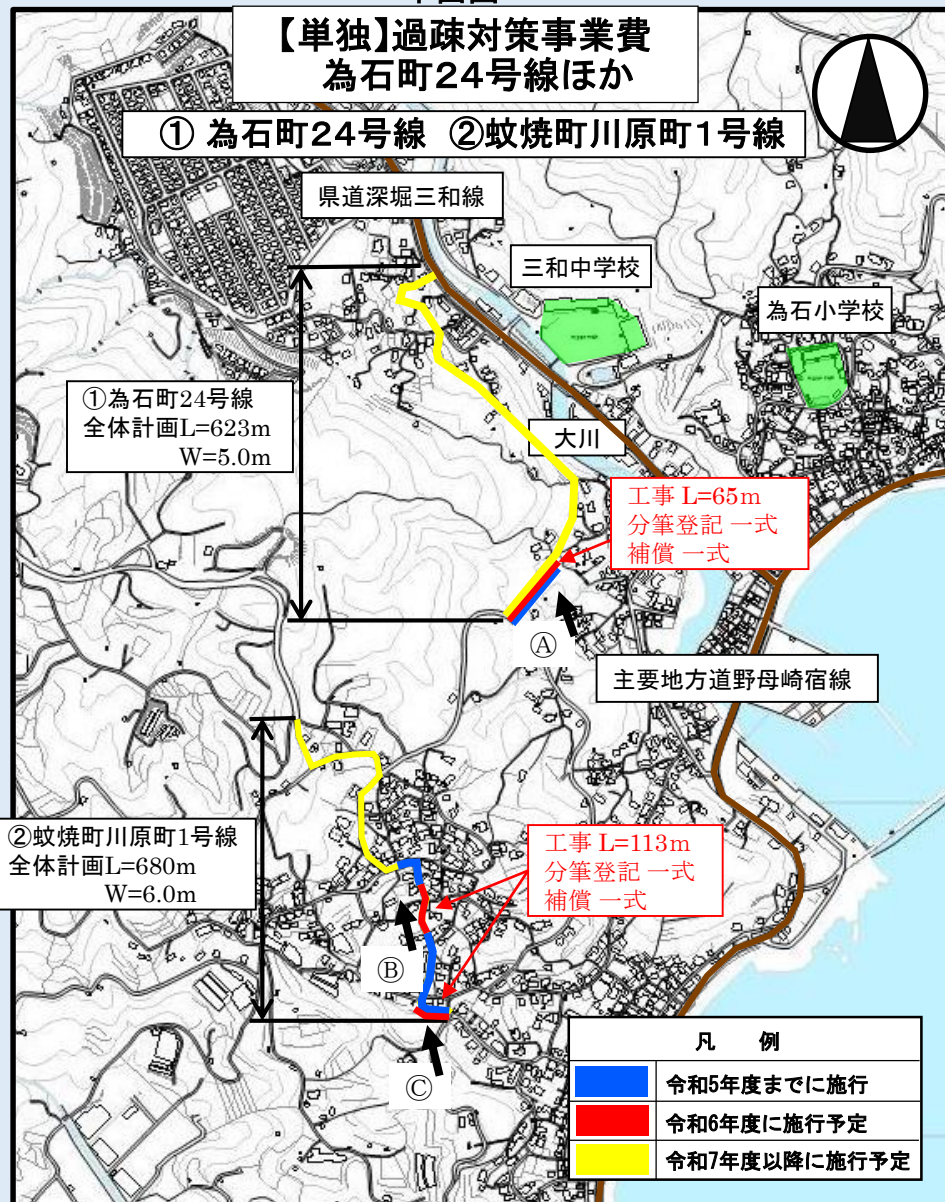 【単独】過疎対策事業費
為石町24号線ほか
① 為石町24号線 ②蚊焼町川原町1号線
県道深堀三和線
三和中学校
為石小学校
①為石町24号線
全体計画L=623m
W=5.0m
大川
工事 L=65m
分筆登記 一式
補償 一式
Ⓐ
主要地方道野母崎宿線
②蚊焼町川原町1号線
全体計画L=680m
W=6.0m
工事 L=113m
分筆登記 一式
補償 一式
Ⓑ
Ⓒ
凡 例
令和5年度までに施行
令和6年度に施行予定
令和7年度以降に施行予定